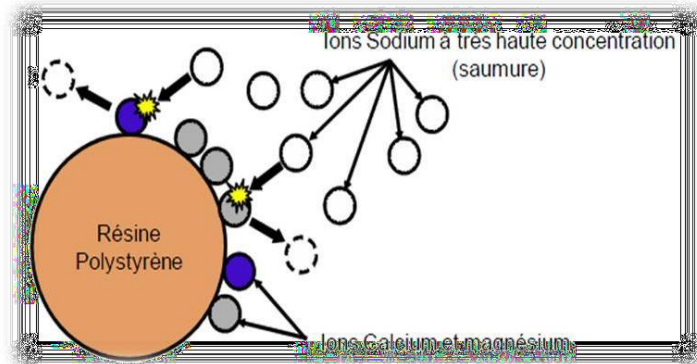 Ions Sodium à très haute concentration
(saumure)
Résine
Polystyrène
Ions Calcium et magnésium